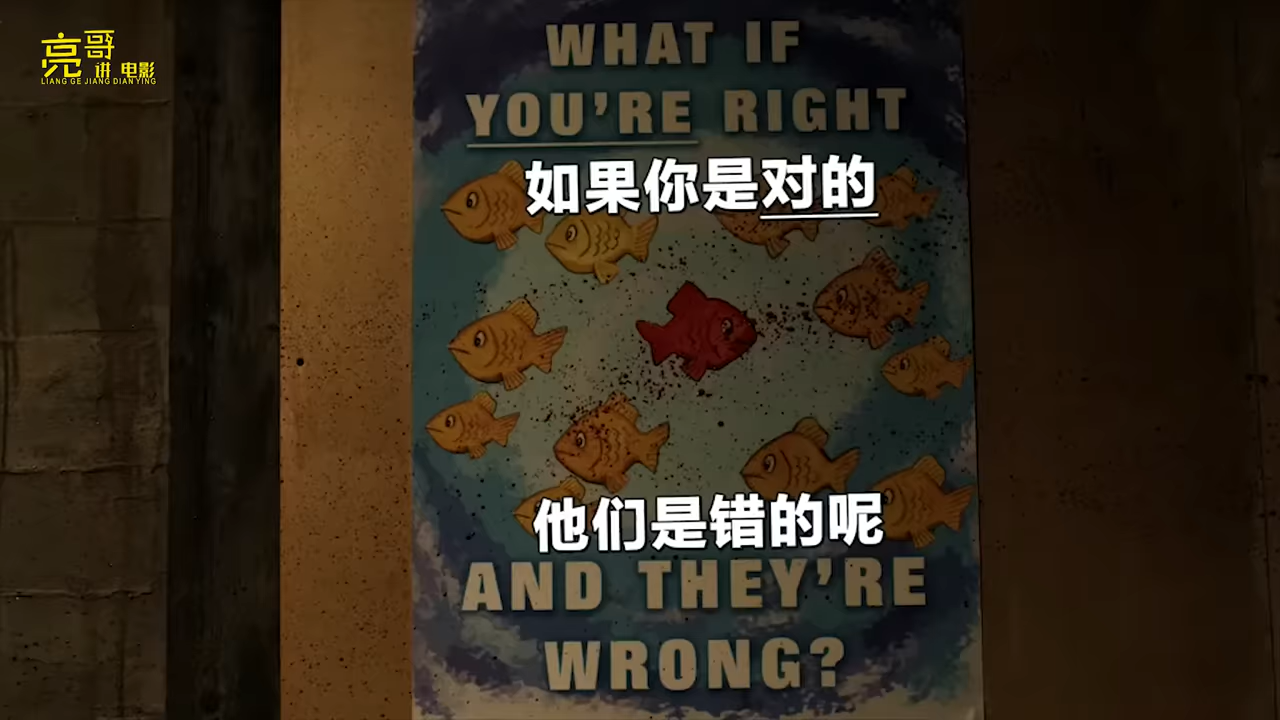 亮哥
讲电影
LIANG GE JIANG DIAN YING
WHAT IF
YOU'RE RIGHT
如果你是对的
他们是错的呢
AND THEY'RE
WRONG?